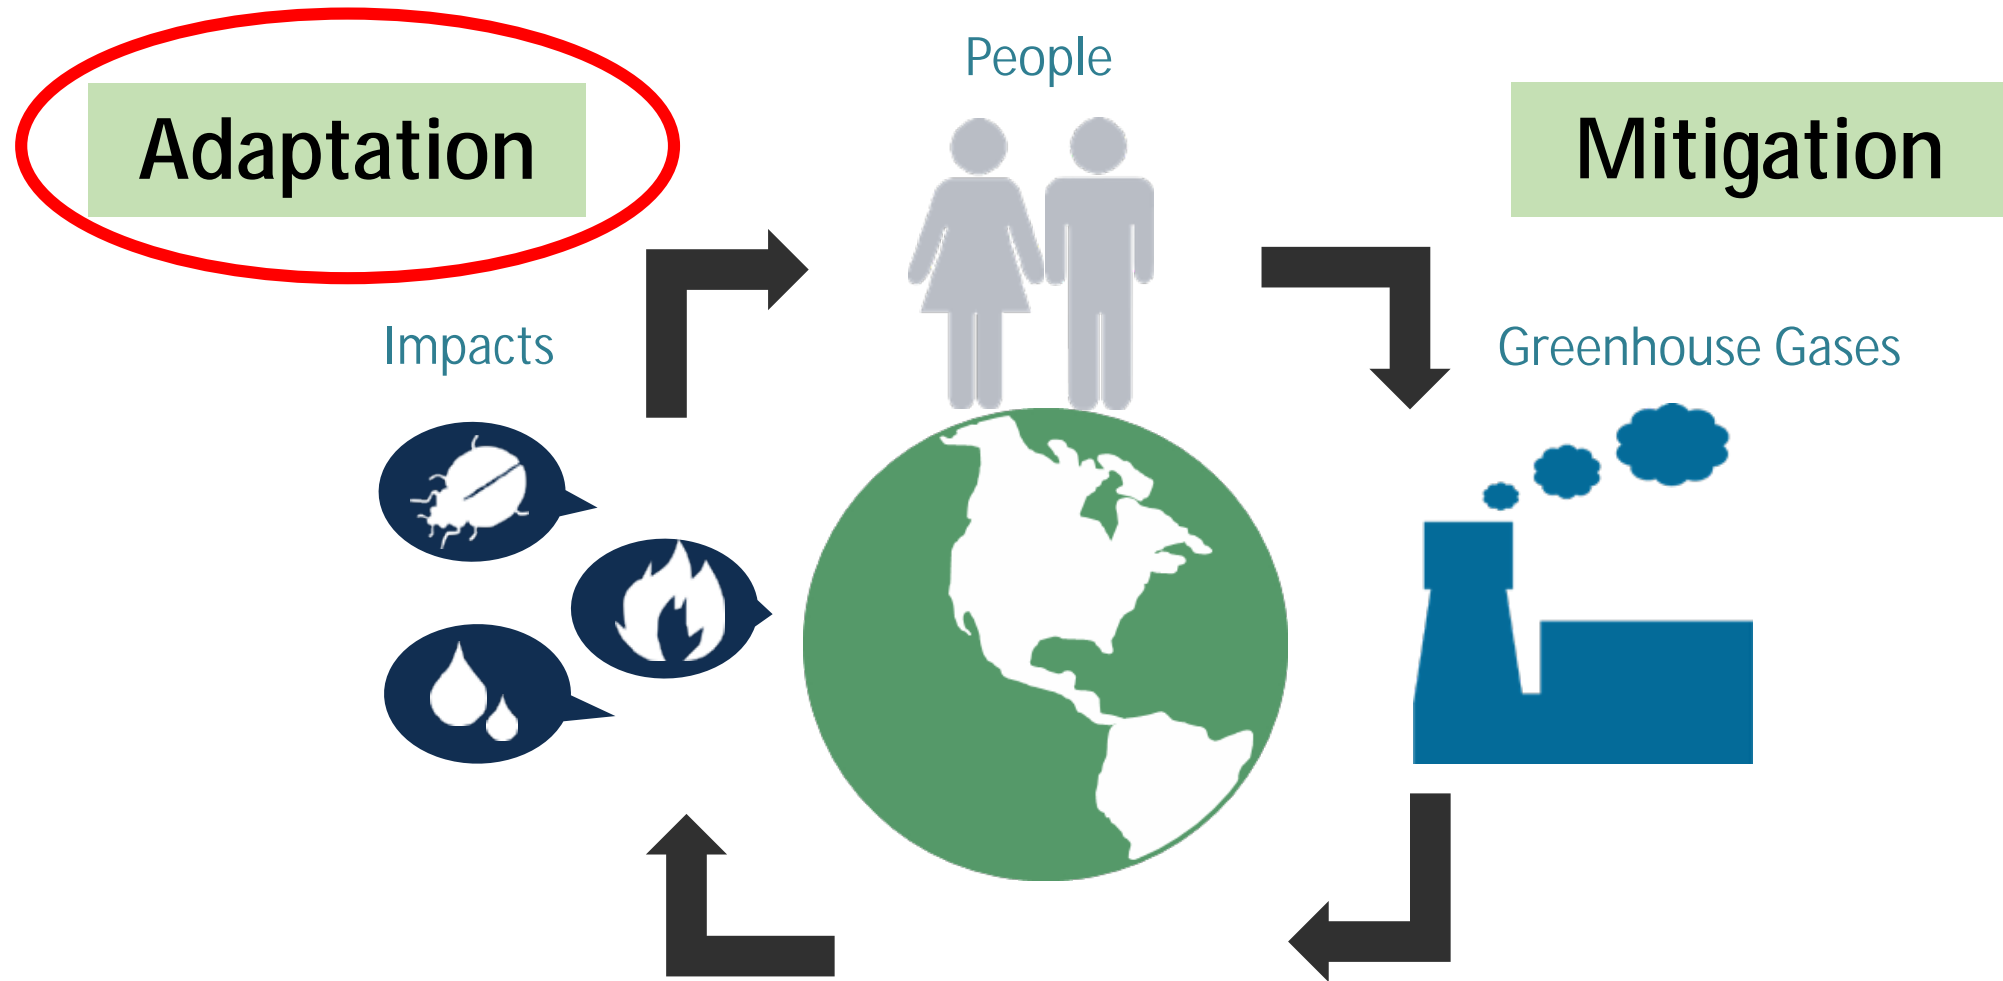 People
Adaptation
Mitigation
Impacts
Greenhouse Gases